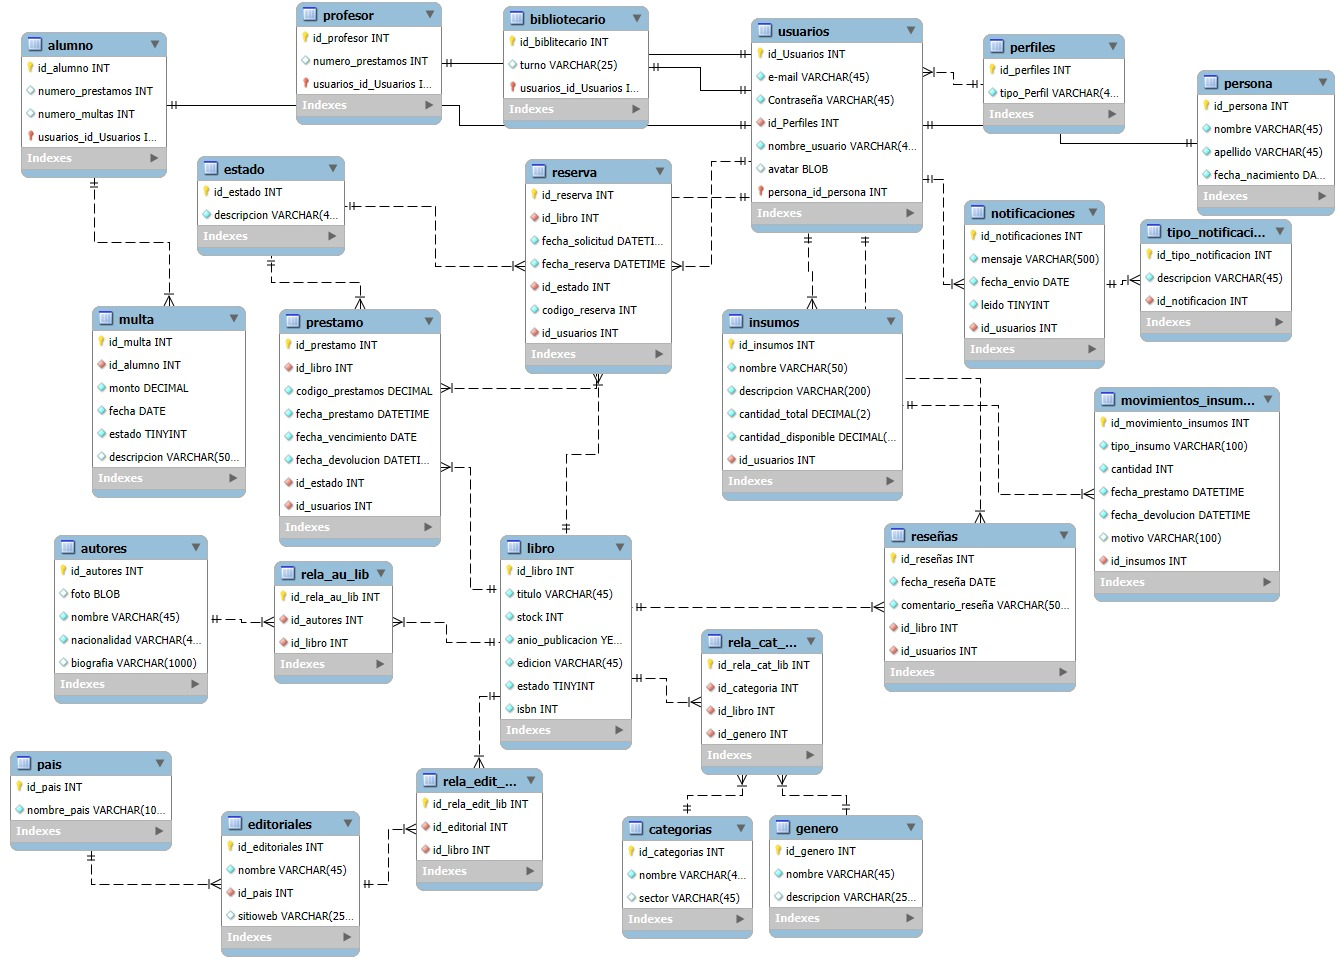 alumno
id_alumno INT
numero_prestamos INT
numero_multas INT
usuarios_id_Usuarios I...
Indexes
profesor
id_profesor INT
numero_prestamos INT
usuarios_id_Usuarios I...
Indexes
bibliotecario
id_biblitecario INT
turno VARCHAR(25)
usuarios_id_Usuarios I...
Indexes
usuarios
id_Usuarios INT
e-mail VARCHAR(45)
Contraseña VARCHAR(45)
id_Perfiles INT
nombre_usuario VARCHAR(4...
avatar BLOB
persona_id_persona INT
Indexes
perfiles
id_perfiles INT
tipo_Perfil VARCHAR(4...
Indexes
persona
id_persona INT
nombre VARCHAR(45)
apellido VARCHAR(45)
fecha_nacimiento DA...
Indexes
estado
id_estado INT
descripcion VARCHAR(4...
Indexes
reserva
id_reserva INT
id_libro INT
fecha_solicitud DATETI...
fecha_reserva DATETIME
id_estado INT
codigo_reserva INT
id_usuarios INT
Indexes
notificaciones
id_notificaciones INT
mensaje VARCHAR(500)
fecha_envio DATE
leido TINYINT
id_usuarios INT
Indexes
tipo_notificaci...
id_tipo_notificacion INT
descripcion VARCHAR(45)
id_notificacion INT
Indexes
multa
id_multa INT
id_alumno INT
monto DECIMAL
fecha DATE
estado TINYINT
descripcion VARCHAR(50...
Indexes
prestamo
id_prestamo INT
id_libro INT
codigo_prestamos DECIMAL
fecha_prestamo DATETIME
fecha_vencimiento DATE
fecha_devolucion DATETI...
id_estado INT
id_usuarios INT
Indexes
insumos
id_insumos INT
nombre VARCHAR(50)
descripcion VARCHAR(200)
cantidad_total DECIMAL(2)
cantidad_disponible DECIMAL(...
id_usuarios INT
Indexes
movimientos_insum...
id_movimiento_insumos INT
tipo_insumo VARCHAR(100)
cantidad INT
fecha_prestamo DATETIME
fecha_devolucion DATETIME
motivo VARCHAR(100)
id_insumos INT
Indexes
autores
id_autores INT
foto BLOB
nombre VARCHAR(45)
nacionalidad VARCHAR(4...
biografia VARCHAR(1000)
Indexes
rela_au_lib
id_rela_au_lib INT
id_autores INT
id_libro INT
Indexes
libro
id_libro INT
titulo VARCHAR(45)
stock INT
anio_publicacion YE...
edicion VARCHAR(45)
estado TINYINT
isbn INT
Indexes
reseñas
id_reseñas INT
fecha_reseña DATE
comentario_reseña VARCHAR(50...
id_libro INT
id_usuarios INT
Indexes
rela_cat_...
id_rela_cat_lib INT
id_categoria INT
id_libro INT
id_genero INT
Indexes
pais
id_pais INT
nombre_pais VARCHAR(10...
Indexes
editoriales
id_editoriales INT
nombre VARCHAR(45)
id_pais INT
sitioweb VARCHAR(25...
Indexes
rela_edit_...
id_rela_edit_lib INT
id_editorial INT
id_libro INT
Indexes
categorias
id_categorias INT
nombre VARCHAR(4...
sector VARCHAR(45)
Indexes
genero
id_genero INT
nombre VARCHAR(45)
descripcion VARCHAR(25...
Indexes